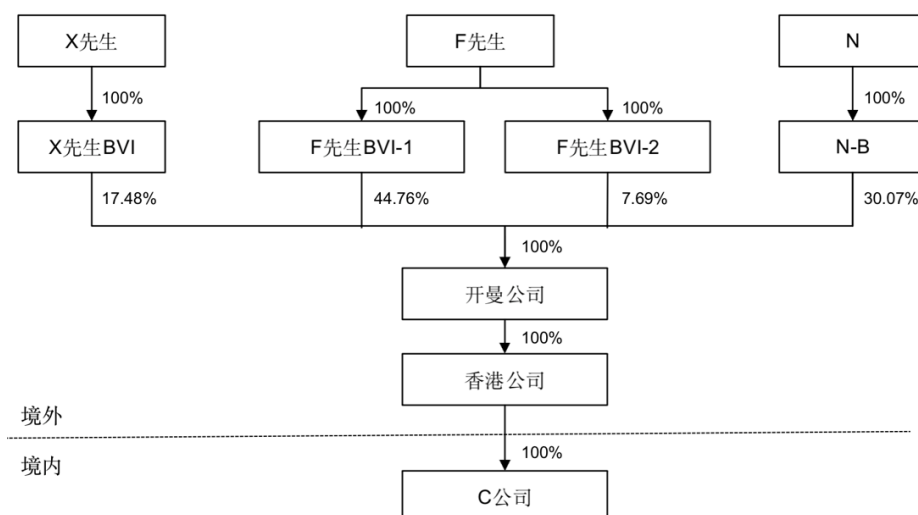 X先生
F先生
N
100%
100%
100%
100%
X先生BVI
F先生BVI-1
F先生BVI-2
N-B
17.48%
44.76%
7.69%
30.07%
100%
开曼公司
100%
香港公司
境外
境内
100%
C公司